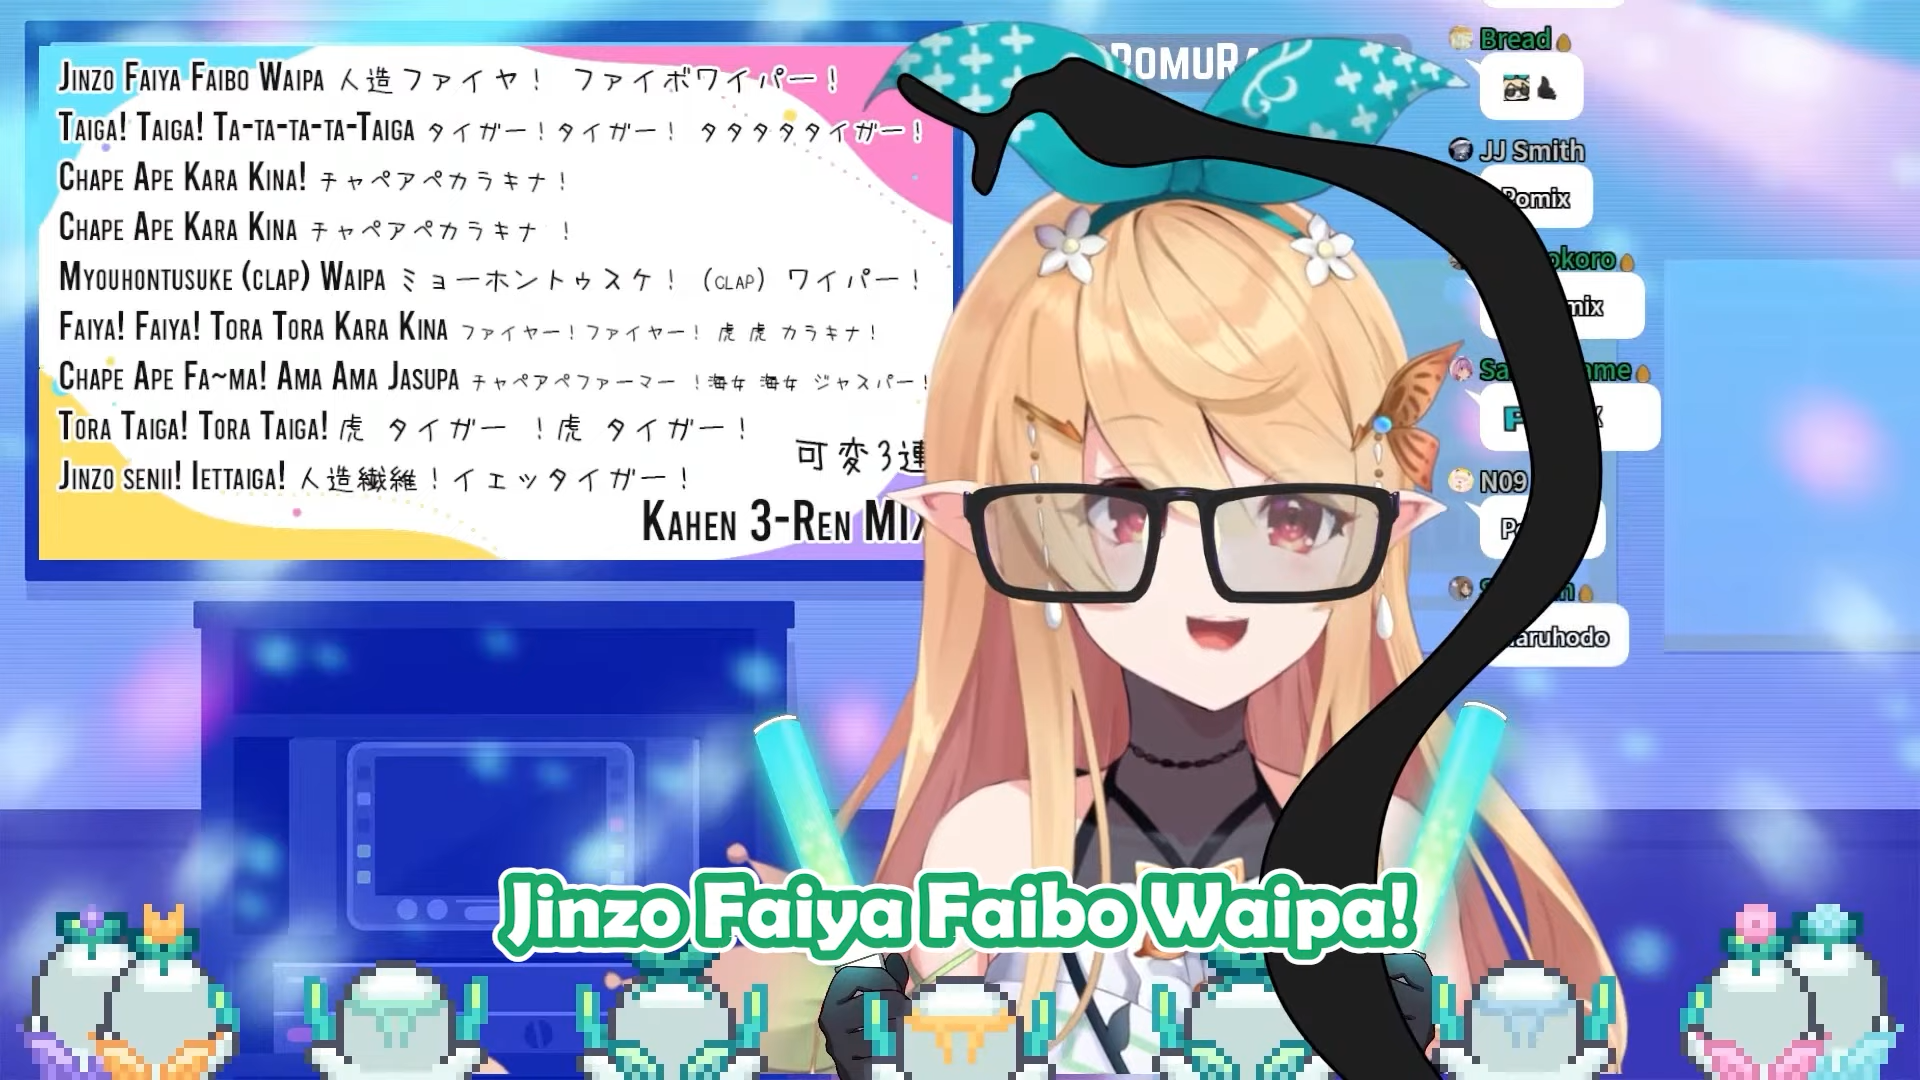 Jinzo Faiya Faibo Waipa 人造ファイヤ！ ファイボワイパー！
Taiga! Taiga! Ta-ta-ta-ta-Taiga タイガー！タイガー！ タタタタタイガー！
Chape Ape Kara Kina! チャペアペカラキナ！
Chape Ape Kara Kina チャペアペカラキナ ！
Myouhontusuke (clap) Waipa ミョーホントゥスケ！（CLAP）ワイパー！
Faiya! Faiya! Tora Tora Kara Kina ファイヤー！ファイヤー！ 虎 虎 カラキナ！
Chape Ape Fa~ma! Ama Ama Jasupa チャペアペファーマー ！海女 海女 ジャスパー！
Tora Taiga! Tora Taiga! 虎 タイガー ！虎 タイガー！
Jinzo senii! Iettaiga! 人造繊維！イェッタイガー！
可変3連
Kahen 3-Ren MIX
Bread
JJ Smith
Pomix
N09
Jinzo Faiya Faibo Waipa!